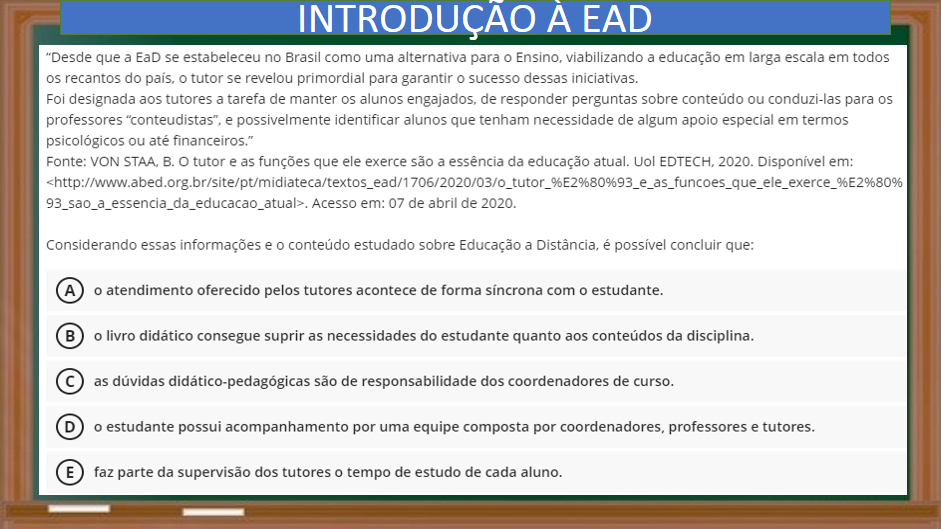 INTRODUÇÃO À EAD
“Desde que a EaD se estabeleceu no Brasil como uma alternativa para o Ensino, viabilizando a educação em larga escala em todos
os recantos do país, o tutor se revelou primordial para garantir o sucesso dessas iniciativas.
Foi designada aos tutores a tarefa de manter os alunos engajados, de responder perguntas sobre conteúdo ou conduzi-las para os
professores “conteudistas”, e possivelmente identificar alunos que tenham necessidade de algum apoio especial em termos
psicológicos ou até financeiros.”
Fonte: VON STAA, B. O tutor e as funções que ele exerce são a essência da educação atual. Uol EDTECH, 2020. Disponível em:
<http://www.abed.org.br/site/pt/midiateca/textos_ead/1706/2020/03/o_tutor_%E2%80%93_e_as_funcoes_que_ele_exerce_%E2%80%
93_sao_a_essencia_da_educacao_atual>. Acesso em: 07 de abril de 2020.
Considerando essas informações e o conteúdo estudado sobre Educação a Distância, é possível concluir que:
A o atendimento oferecido pelos tutores acontece de forma síncrona com o estudante.
B o livro didático consegue suprir as necessidades do estudante quanto aos conteúdos da disciplina.
C as dúvidas didático-pedagógicas são de responsabilidade dos coordenadores de curso.
D o estudante possui acompanhamento por uma equipe composta por coordenadores, professores e tutores.
E faz parte da supervisão dos tutores o tempo de estudo de cada aluno.